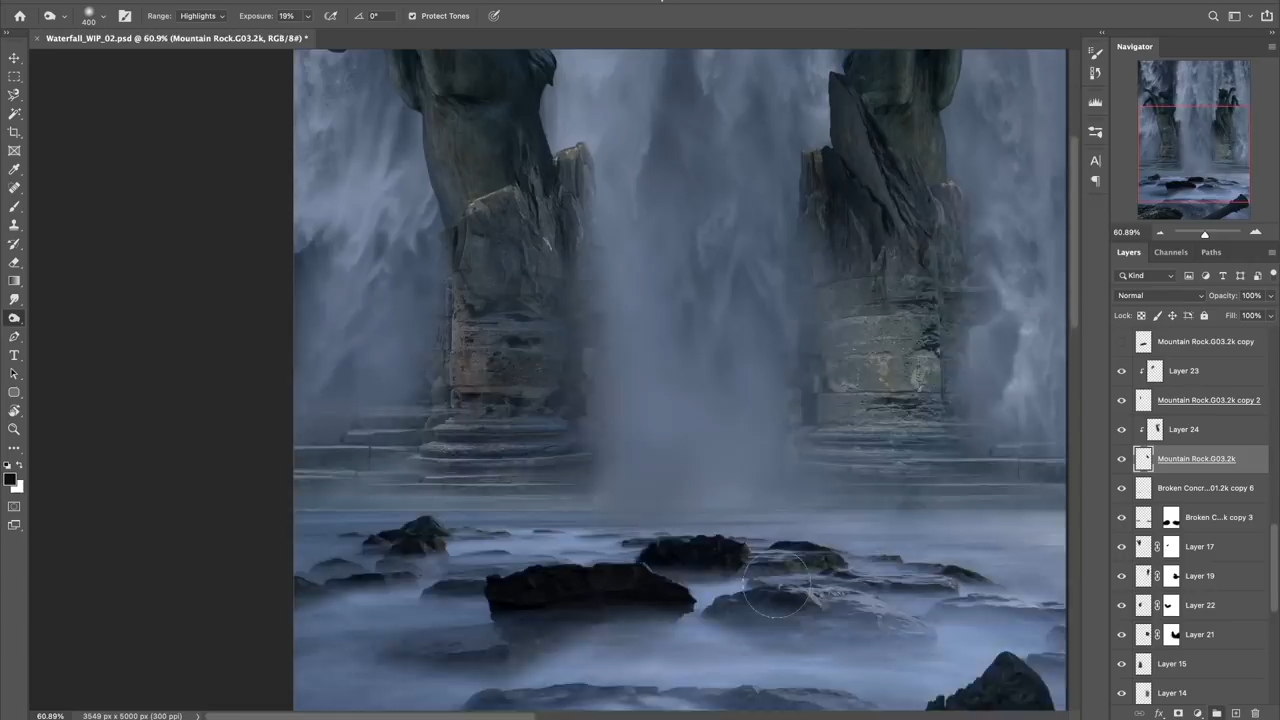 400
Range: Highlights
Exposure: 19%
0°
Protect Tones
Waterfall_WIP_02.psd @ 60.9% (Mountain Rock.G03.2k, RGB/8#) *
Navigator
60.89%
Layers
Channels
Paths
Kind
Normal
Opacity: 100%
Lock:
Fill: 100%
Mountain Rock.G03.2k copy
Layer 23
Mountain Rock.G03.2k copy 2
Layer 24
Mountain Rock.G03.2k
Broken Concr...01.2k copy 6
Broken C...k copy 3
Layer 17
Layer 19
Layer 22
Layer 21
Layer 15
Layer 14
60.89%
3549 px x 5000 px (300 ppi)